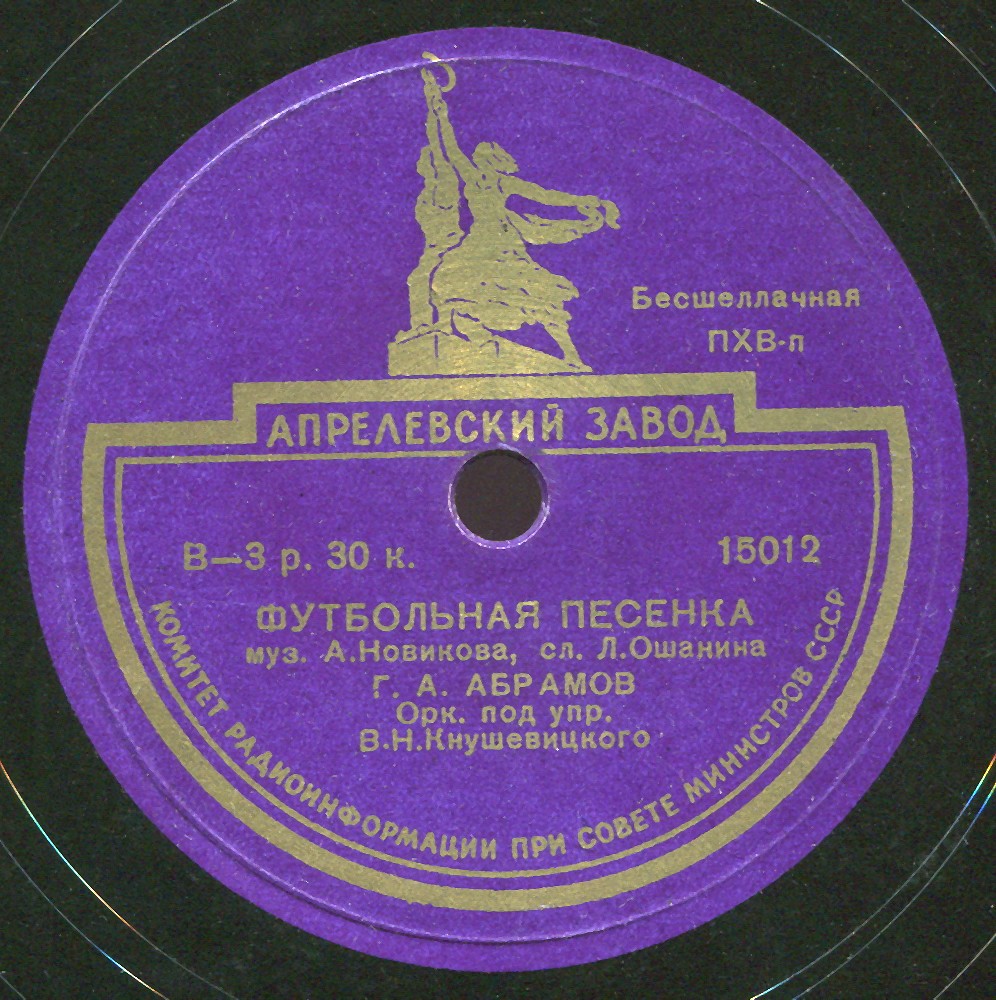 Бесшеллачная
ПХВ-п
АПРЕЛЕВСКИЙ ЗАВОД
В—3 р. 30 к.
15012
ФУТБОЛЬНАЯ ПЕСЕНКА
муз. А.Новикова, сл. Л.Ошанина
Г. А. АБРАМОВ
Орк. под упр.
В.Н.Кнушевицкого
КОМИТЕТ РАДИОИНФОРМАЦИИ ПРИ СОВЕТЕ МИНИСТРОВ СССР